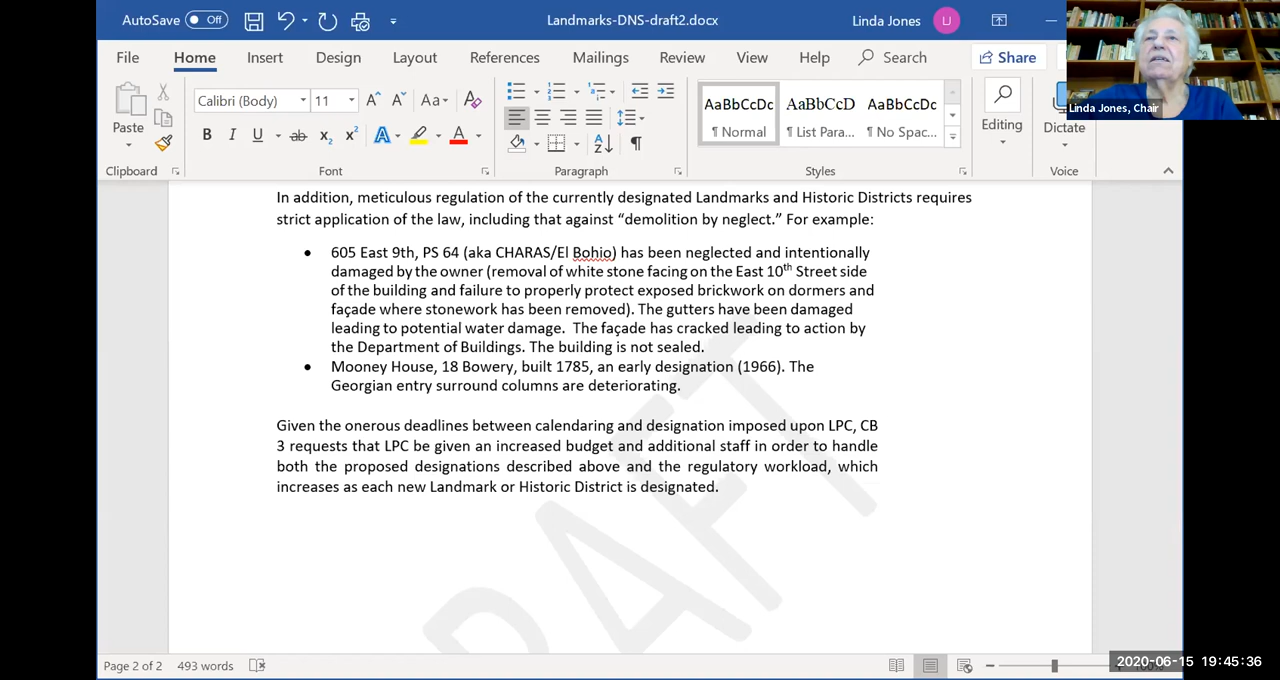 AutoSave Off Landmarks-DNS-draft2.docx Linda Jones LJ
File Home Insert Design Layout References Mailings Review View Help Search Share
Linda Jones, Chair
Calibri (Body) 11 Aa AaBbCcDc AaBbCcD AaBbCcDc
Paste B I U ab x2 x2 A A ¶ Normal ¶ List Para... ¶ No Spac... Editing Dictate
Clipboard Font Paragraph Styles Voice
In addition, meticulous regulation of the currently designated Landmarks and Historic Districts requires
strict application of the law, including that against “demolition by neglect.” For example:
• 605 East 9th, PS 64 (aka CHARAS/El Bohio) has been neglected and intentionally
damaged by the owner (removal of white stone facing on the East 10th Street side
of the building and failure to properly protect exposed brickwork on dormers and
façade where stonework has been removed). The gutters have been damaged
leading to potential water damage. The façade has cracked leading to action by
the Department of Buildings. The building is not sealed.
• Mooney House, 18 Bowery, built 1785, an early designation (1966). The
Georgian entry surround columns are deteriorating.
Given the onerous deadlines between calendaring and designation imposed upon LPC, CB
3 requests that LPC be given an increased budget and additional staff in order to handle
both the proposed designations described above and the regulatory workload, which
increases as each new Landmark or Historic District is designated.
DRAFT
Page 2 of 2 493 words
2020-06-15 19:45:36